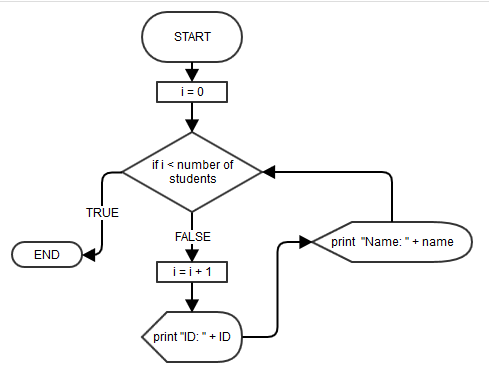 START
i = 0
if i < number of
students
TRUE
FALSE
print "Name: " + name
END
i = i + 1
print "ID: " + ID